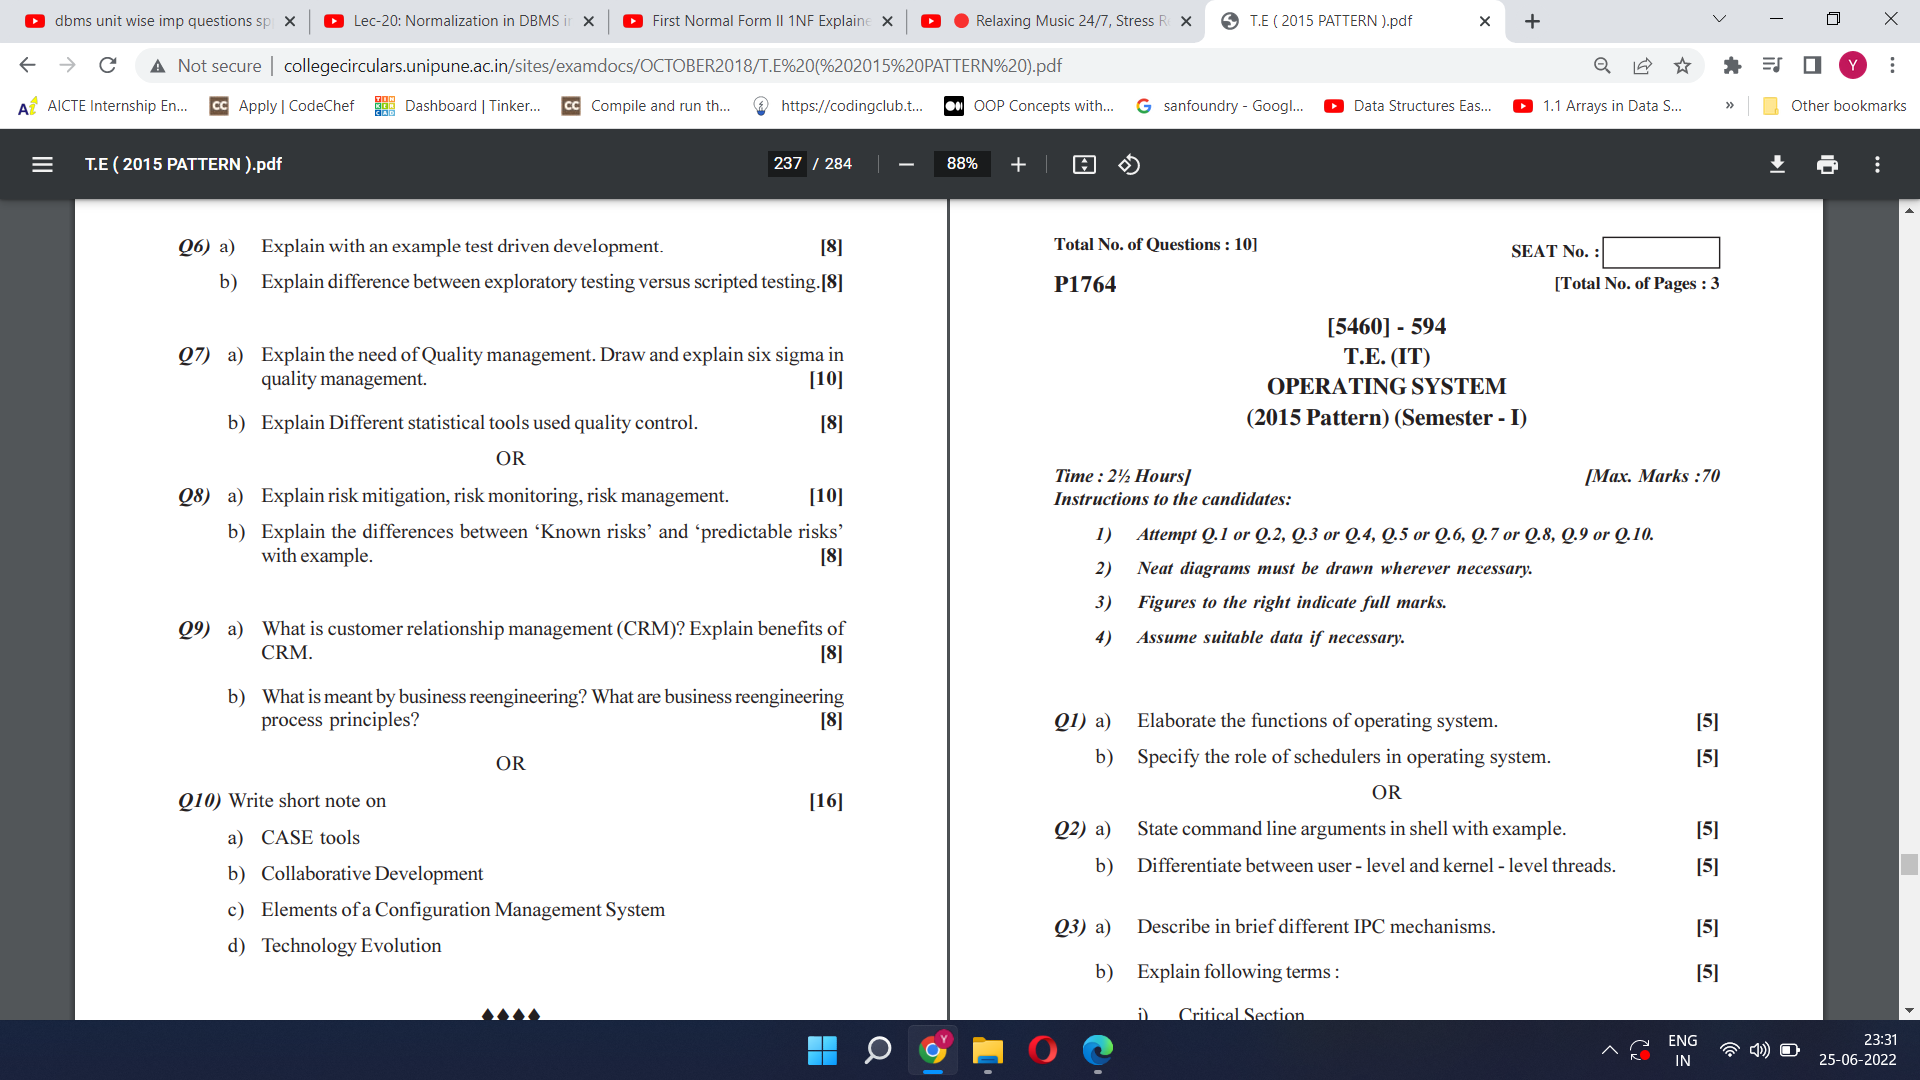 dbms unit wise imp questions sp
Lec-20: Normalization in DBMS i
First Normal Form II 1NF Explaine
Relaxing Music 24/7, Stress R
T.E ( 2015 PATTERN ).pdf
Not secure
collegecirculars.unipune.ac.in/sites/examdocs/OCTOBER2018/T.E%20(%202015%20PATTERN%20).pdf
Y
AICTE Internship En...
Apply | CodeChef
Dashboard | Tinker...
Compile and run th...
https://codingclub.t...
OOP Concepts with...
sanfoundry - Googl...
Data Structures Eas...
1.1 Arrays in Data S...
»
Other bookmarks
T.E ( 2015 PATTERN ).pdf
237 / 284
88%
Q6) a) Explain with an example test driven development. [8]
b) Explain difference between exploratory testing versus scripted testing.[8]
Q7) a) Explain the need of Quality management. Draw and explain six sigma in
quality management. [10]
b) Explain Different statistical tools used quality control. [8]
OR
Q8) a) Explain risk mitigation, risk monitoring, risk management. [10]
b) Explain the differences between ‘Known risks’ and ‘predictable risks’
with example. [8]
Q9) a) What is customer relationship management (CRM)? Explain benefits of
CRM. [8]
b) What is meant by business reengineering? What are business reengineering
process principles? [8]
OR
Q10) Write short note on [16]
a) CASE tools
b) Collaborative Development
c) Elements of a Configuration Management System
d) Technology Evolution
Total No. of Questions : 10]
SEAT No. :
P1764
[Total No. of Pages : 3
[5460] - 594
T.E. (IT)
OPERATING SYSTEM
(2015 Pattern) (Semester - I)
Time : 2½ Hours] [Max. Marks :70
Instructions to the candidates:
1) Attempt Q.1 or Q.2, Q.3 or Q.4, Q.5 or Q.6, Q.7 or Q.8, Q.9 or Q.10.
2) Neat diagrams must be drawn wherever necessary.
3) Figures to the right indicate full marks.
4) Assume suitable data if necessary.
Q1) a) Elaborate the functions of operating system. [5]
b) Specify the role of schedulers in operating system. [5]
OR
Q2) a) State command line arguments in shell with example. [5]
b) Differentiate between user - level and kernel - level threads. [5]
Q3) a) Describe in brief different IPC mechanisms. [5]
b) Explain following terms : [5]
i) Critical Section
ENG
IN
23:31
25-06-2022